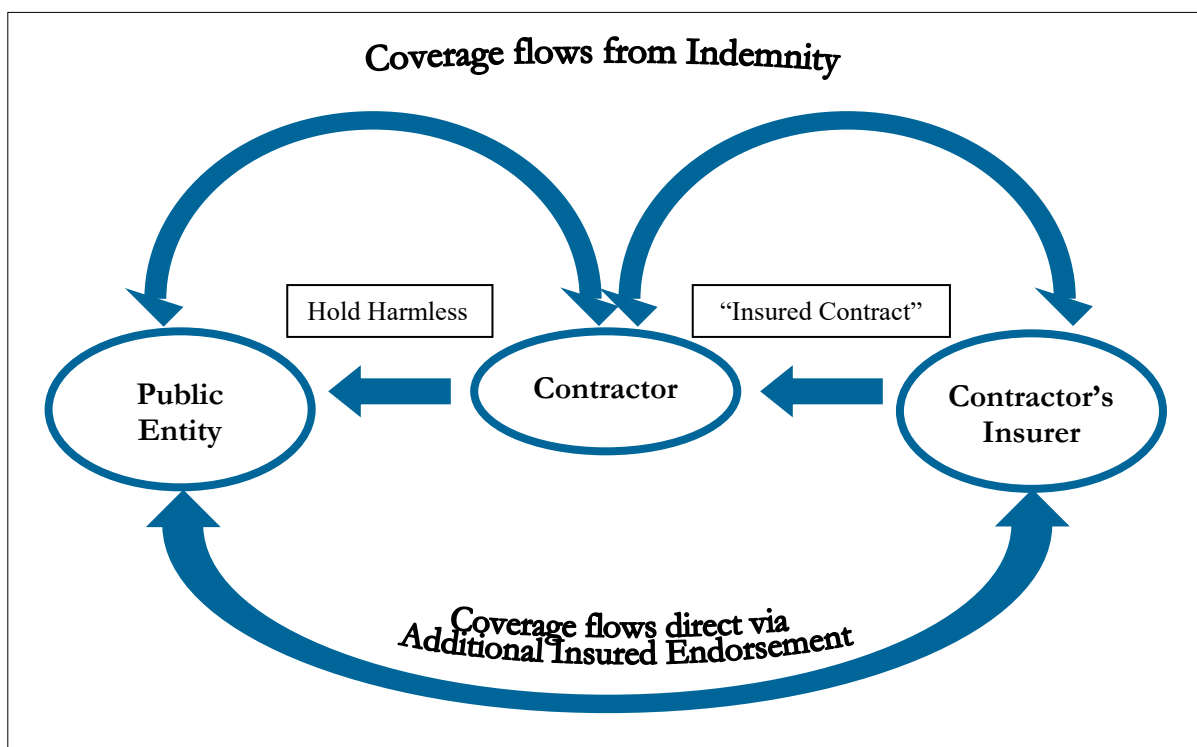 Coverage flows from Indemnity
Hold Harmless
“Insured Contract”
Public
Entity
Contractor
Contractor’s
Insurer
Coverage flows direct via
Additional Insured Endorsement